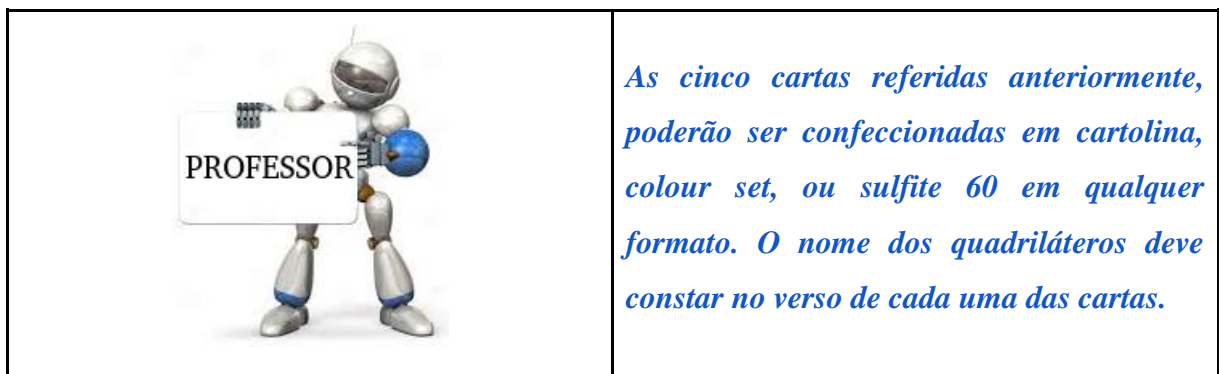 PROFESSOR
As cinco cartas referidas anteriormente,
poderão ser confeccionadas em cartolina,
colour set, ou sulfite 60 em qualquer
formato. O nome dos quadriláteros deve
constar no verso de cada uma das cartas.